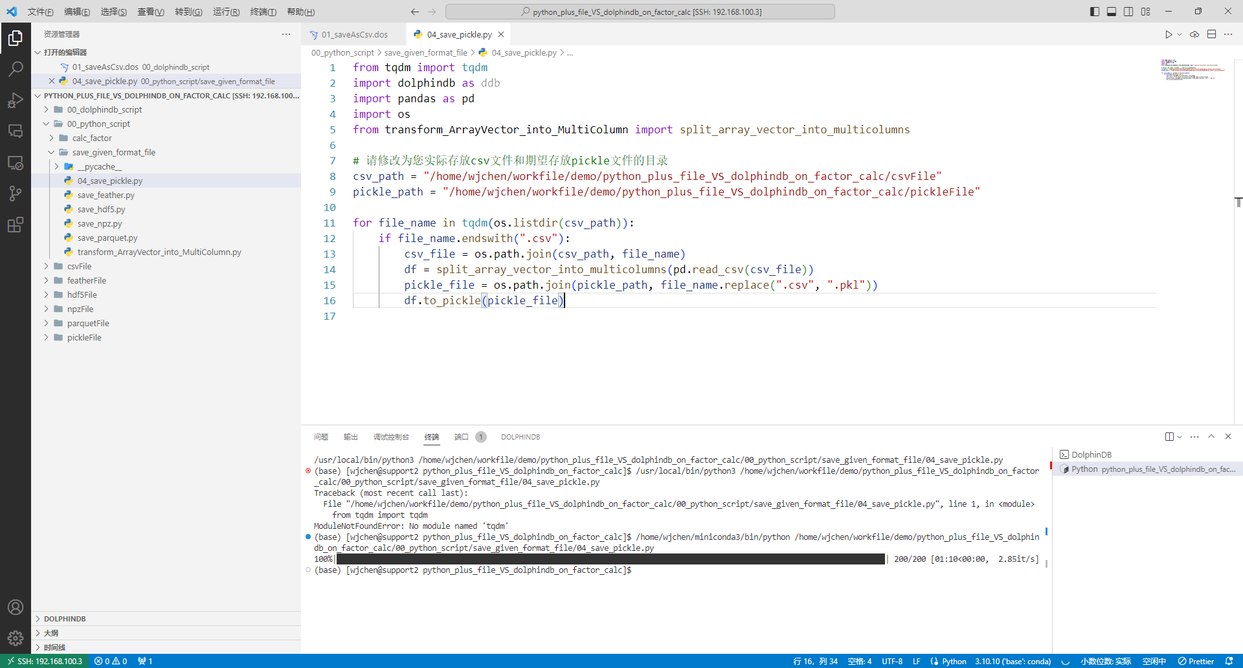 文件(F) 编辑(E) 选择(S) 查看(V) 转到(G) 运行(R) 终端(T) 帮助(H)
python_plus_file_VS_dolphindb_on_factor_calc [SSH: 192.168.100.3]
资源管理器
打开的编辑器
01_saveAsCsv.dos 00_dolphindb_script
04_save_pickle.py 00_python_script/save_given_format_file
PYTHON_PLUS_FILE_VS_DOLPHINDB_ON_FACTOR_CALC [SSH: 192.168.100...
00_dolphindb_script
00_python_script
calc_factor
save_given_format_file
__pycache__
04_save_pickle.py
save_feather.py
save_hdf5.py
save_npz.py
save_parquet.py
transform_ArrayVector_into_MultiColumn.py
csvFile
featherFile
hdf5File
npzFile
parquetFile
pickleFile
DOLPHINDB
大纲
时间线
01_saveAsCsv.dos
04_save_pickle.py
00_python_script > save_given_format_file > 04_save_pickle.py > ...
1 from tqdm import tqdm
2 import dolphindb as ddb
3 import pandas as pd
4 import os
5 from transform_ArrayVector_into_MultiColumn import split_array_vector_into_multicolumns
6
7 # 请修改为您实际存放csv文件和期望存放pickle文件的目录
8 csv_path = "/home/wjchen/workfile/demo/python_plus_file_VS_dolphindb_on_factor_calc/csvFile"
9 pickle_path = "/home/wjchen/workfile/demo/python_plus_file_VS_dolphindb_on_factor_calc/pickleFile"
10
11 for file_name in tqdm(os.listdir(csv_path)):
12 if file_name.endswith(".csv"):
13 csv_file = os.path.join(csv_path, file_name)
14 df = split_array_vector_into_multicolumns(pd.read_csv(csv_file))
15 pickle_file = os.path.join(pickle_path, file_name.replace(".csv", ".pkl"))
16 df.to_pickle(pickle_file)
17
问题 输出 调试控制台 终端 端口 1 DOLPHINDB
/usr/local/bin/python3 /home/wjchen/workfile/demo/python_plus_file_VS_dolphindb_on_factor_calc/00_python_script/save_given_format_file/04_save_pickle.py
(base) [wjchen@support2 python_plus_file_VS_dolphindb_on_factor_calc]$ /usr/local/bin/python3 /home/wjchen/workfile/demo/python_plus_file_VS_dolphindb_on_factor
_calc/00_python_script/save_given_format_file/04_save_pickle.py
Traceback (most recent call last):
File "/home/wjchen/workfile/demo/python_plus_file_VS_dolphindb_on_factor_calc/00_python_script/save_given_format_file/04_save_pickle.py", line 1, in <module>
from tqdm import tqdm
ModuleNotFoundError: No module named 'tqdm'
(base) [wjchen@support2 python_plus_file_VS_dolphindb_on_factor_calc]$ /home/wjchen/miniconda3/bin/python /home/wjchen/workfile/demo/python_plus_file_VS_dolphin
db_on_factor_calc/00_python_script/save_given_format_file/04_save_pickle.py
100%| | 200/200 [01:10<00:00, 2.85it/s]
(base) [wjchen@support2 python_plus_file_VS_dolphindb_on_factor_calc]$
DolphinDB
Python python_plus_file_VS_dolphindb_on_fac...
SSH: 192.168.100.3 0 0 1 行 16, 列 34 空格: 4 UTF-8 LF Python 3.10.10 ('base': conda) 小数位数: 实际 空闲中 Prettier